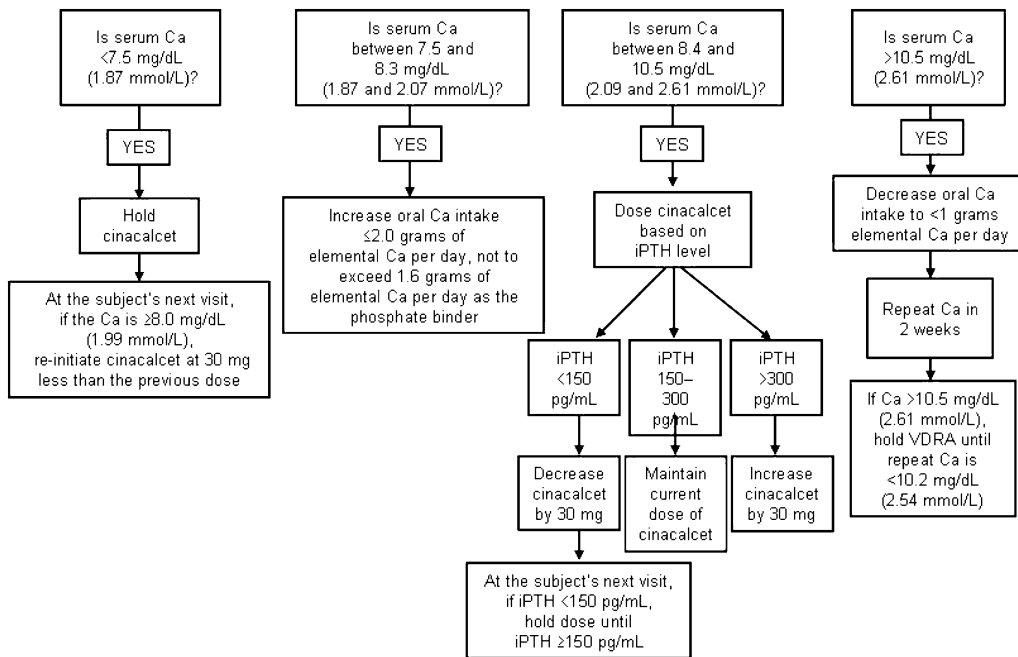 Is serum Ca
<7.5 mg/dL
(1.87 mmol/L)?
YES
Hold
cinacalcet
At the subject's next visit,
if the Ca is ≥8.0 mg/dL
(1.99 mmol/L),
re-initiate cinacalcet at 30 mg
less than the previous dose
Is serum Ca
between 7.5 and
8.3 mg/dL
(1.87 and 2.07 mmol/L)?
YES
Increase oral Ca intake
≤2.0 grams of
elemental Ca per day, not to
exceed 1.6 grams of
elemental Ca per day as the
phosphate binder
Is serum Ca
between 8.4 and
10.5 mg/dL
(2.09 and 2.61 mmol/L)?
YES
Dose cinacalcet
based on
iPTH level
iPTH
<150
pg/mL
Decrease
cinacalcet
by 30 mg
At the subject's next visit,
if iPTH <150 pg/mL,
hold dose until
iPTH ≥150 pg/mL
iPTH
150–
300
pg/mL
Maintain
current
dose of
cinacalcet
iPTH
>300
pg/mL
Increase
cinacalcet
by 30 mg
Is serum Ca
>10.5 mg/dL
(2.61 mmol/L)?
YES
Decrease oral Ca
intake to <1 grams
elemental Ca per day
Repeat Ca in
2 weeks
If Ca >10.5 mg/dL
(2.61 mmol/L),
hold VDRA until
repeat Ca is
<10.2 mg/dL
(2.54 mmol/L)